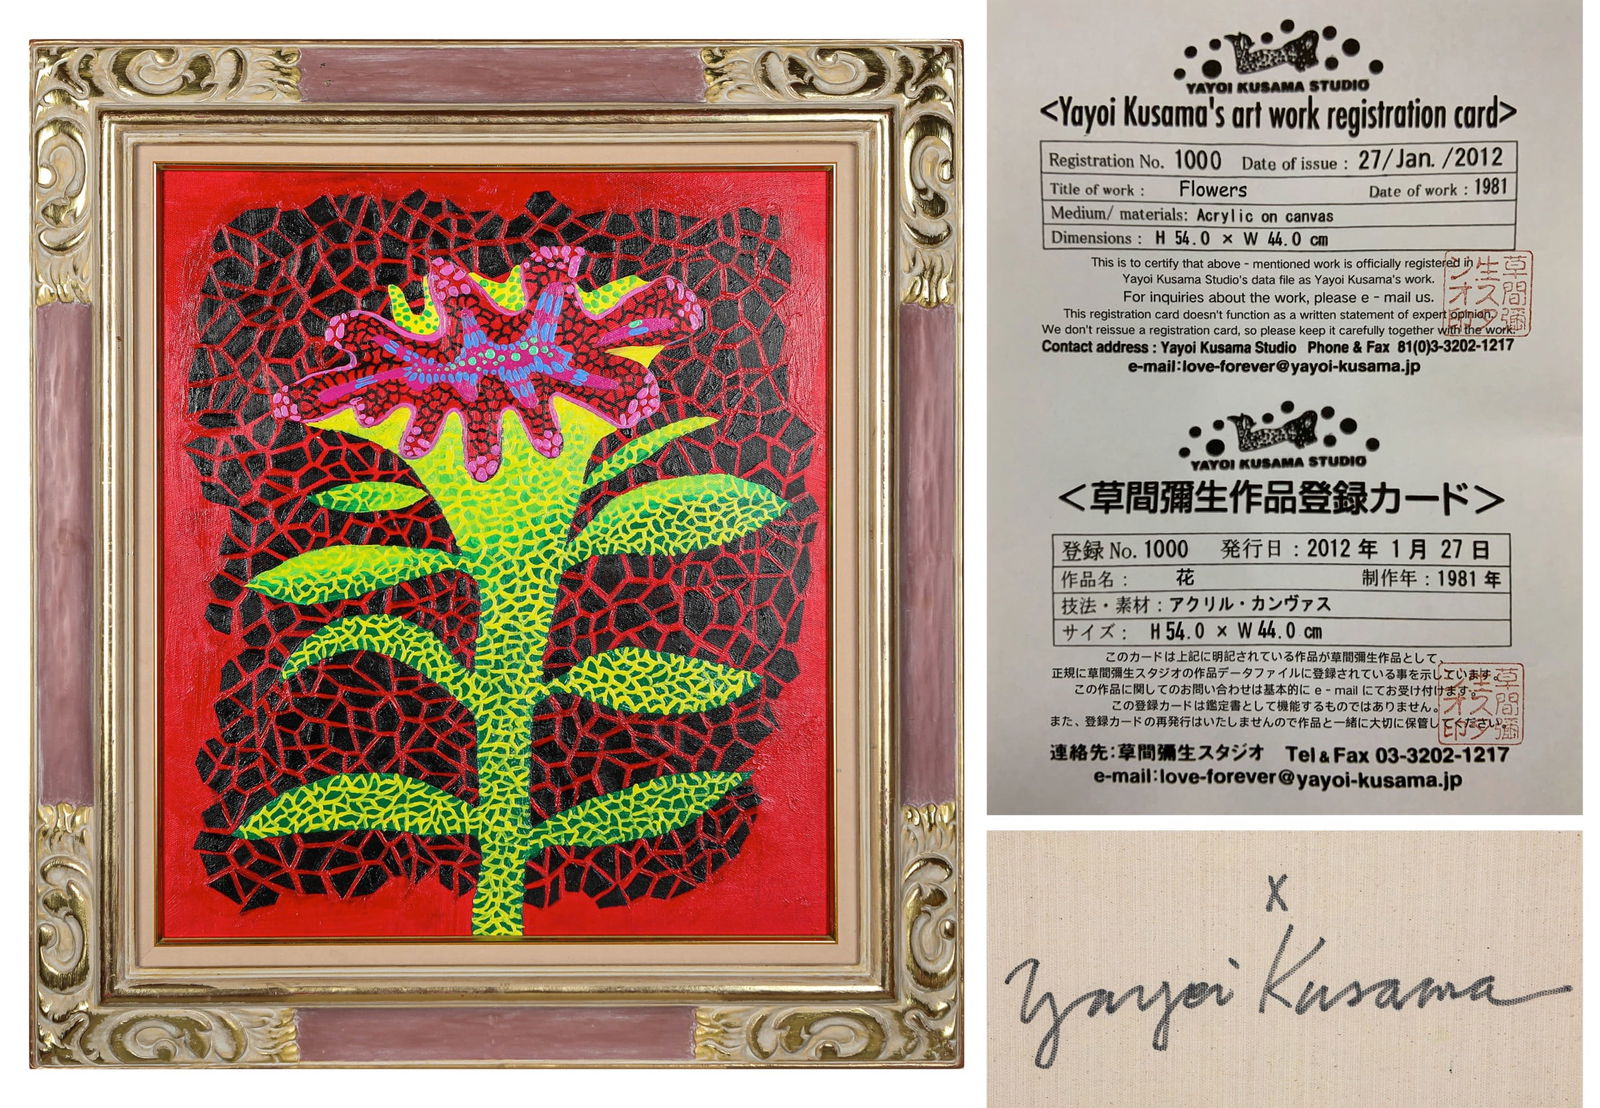 YAYOI KUSAMA STUDIO
<Yayoi Kusama's art work registration card>
Registration No. 1000 Date of issue : 27/Jan. /2012
Title of work : Flowers Date of work : 1981
Medium/ materials: Acrylic on canvas
Dimensions : H 54.0 × W 44.0 cm
This is to certify that above - mentioned work is officially registered in
Yayoi Kusama Studio's data file as Yayoi Kusama's work.
For inquiries about the work, please e - mail us.
This registration card doesn't function as a written statement of expert opinion.
We don't reissue a registration card, so please keep it carefully together with the work.
Contact address : Yayoi Kusama Studio Phone & Fax 81(0)3-3202-1217
e-mail:love-forever@yayoi-kusama.jp
草間彌生スタジオ印
YAYOI KUSAMA STUDIO
＜草間彌生作品登録カード＞
登録 No. 1000 発行日 : 2012 年 1 月 27 日
作品名 : 花 制作年 : 1981 年
技法・素材 : アクリル・カンヴァス
サイズ : H 54.0 × W 44.0 cm
このカードは上記に明記されている作品が草間彌生作品として、
正規に草間彌生スタジオの作品データファイルに登録されている事を示しています。
この作品に関してのお問い合わせは基本的に e - mail にてお受け付けます。
この登録カードは鑑定書として機能するものではありません。
また、登録カードの再発行はいたしませんので作品と一緒に大切に保管してください。
草間彌生スタジオ印
連絡先:草間彌生スタジオ Tel & Fax 03-3202-1217
e-mail:love-forever@yayoi-kusama.jp
x
Yayoi Kusama